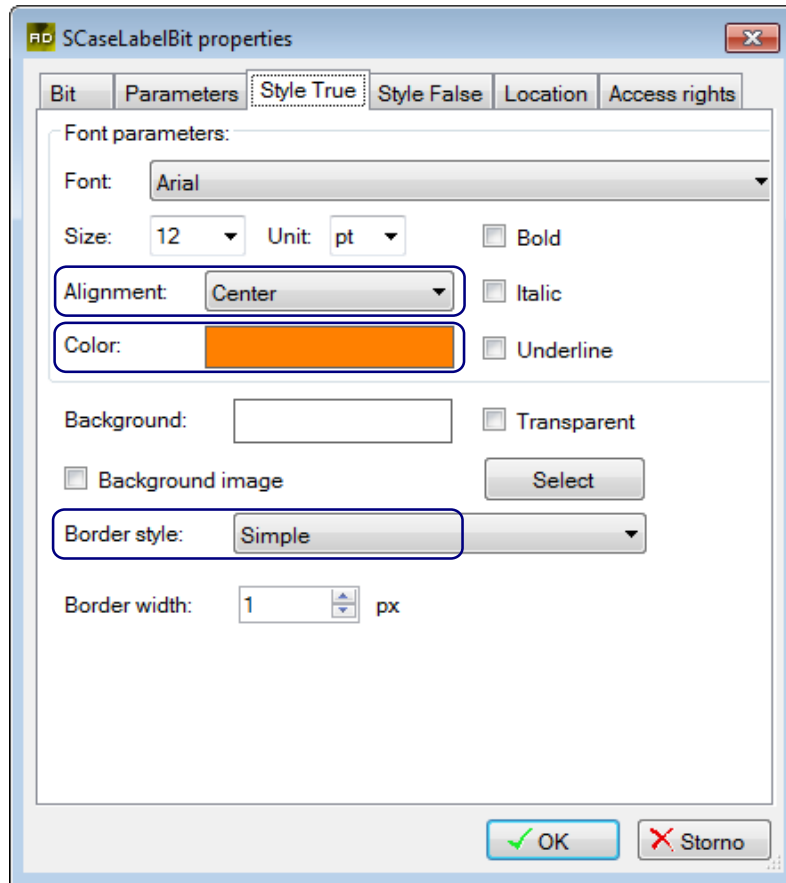 RD SCaseLabelBit properties
Bit Parameters Style True Style False Location Access rights
Font parameters:
Font: Arial
Size: 12 Unit: pt Bold
Alignment: Center Italic
Color: Underline
Background: Transparent
Background image Select
Border style: Simple
Border width: 1 px
OK Storno